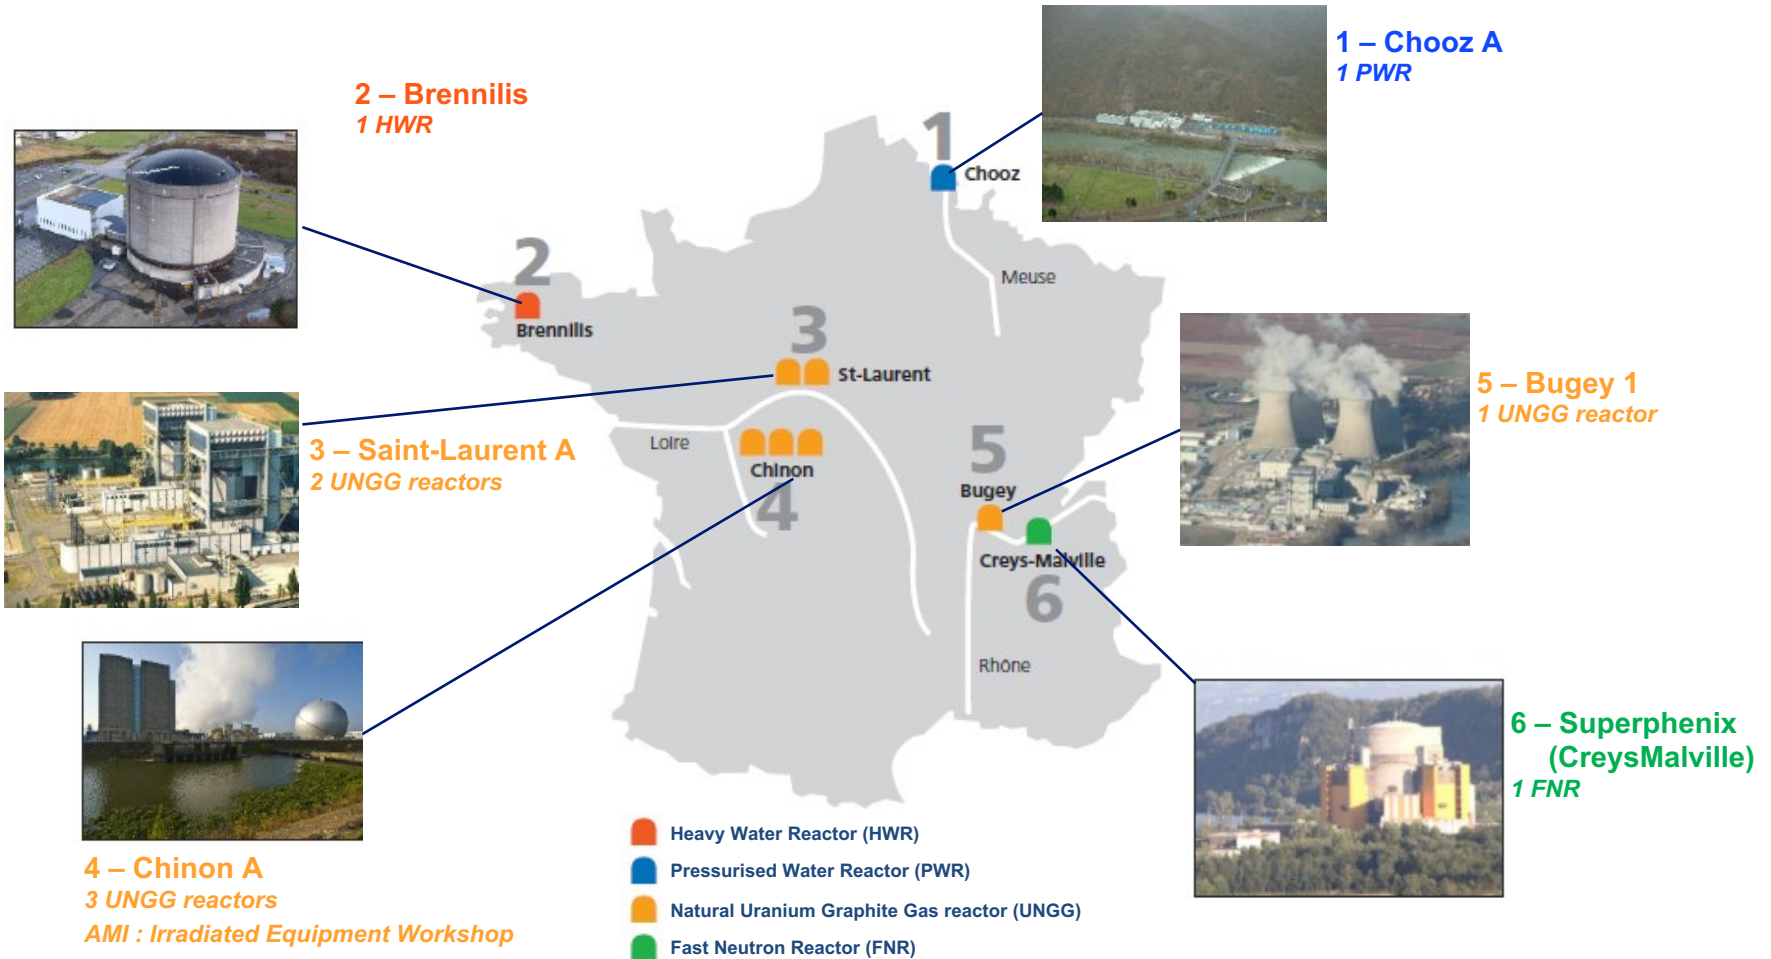 1 – Chooz A
1 PWR
2 – Brennilis
1 HWR
1
Chooz
Meuse
2
Brennilis
3
St-Laurent
3 – Saint-Laurent A
2 UNGG reactors
Loire
Chinon
4
5
Bugey
5 – Bugey 1
1 UNGG reactor
Creys-Malville
6
Rhône
6 – Superphenix
(CreysMalville)
1 FNR
4 – Chinon A
3 UNGG reactors
AMI : Irradiated Equipment Workshop
Heavy Water Reactor (HWR)
Pressurised Water Reactor (PWR)
Natural Uranium Graphite Gas reactor (UNGG)
Fast Neutron Reactor (FNR)